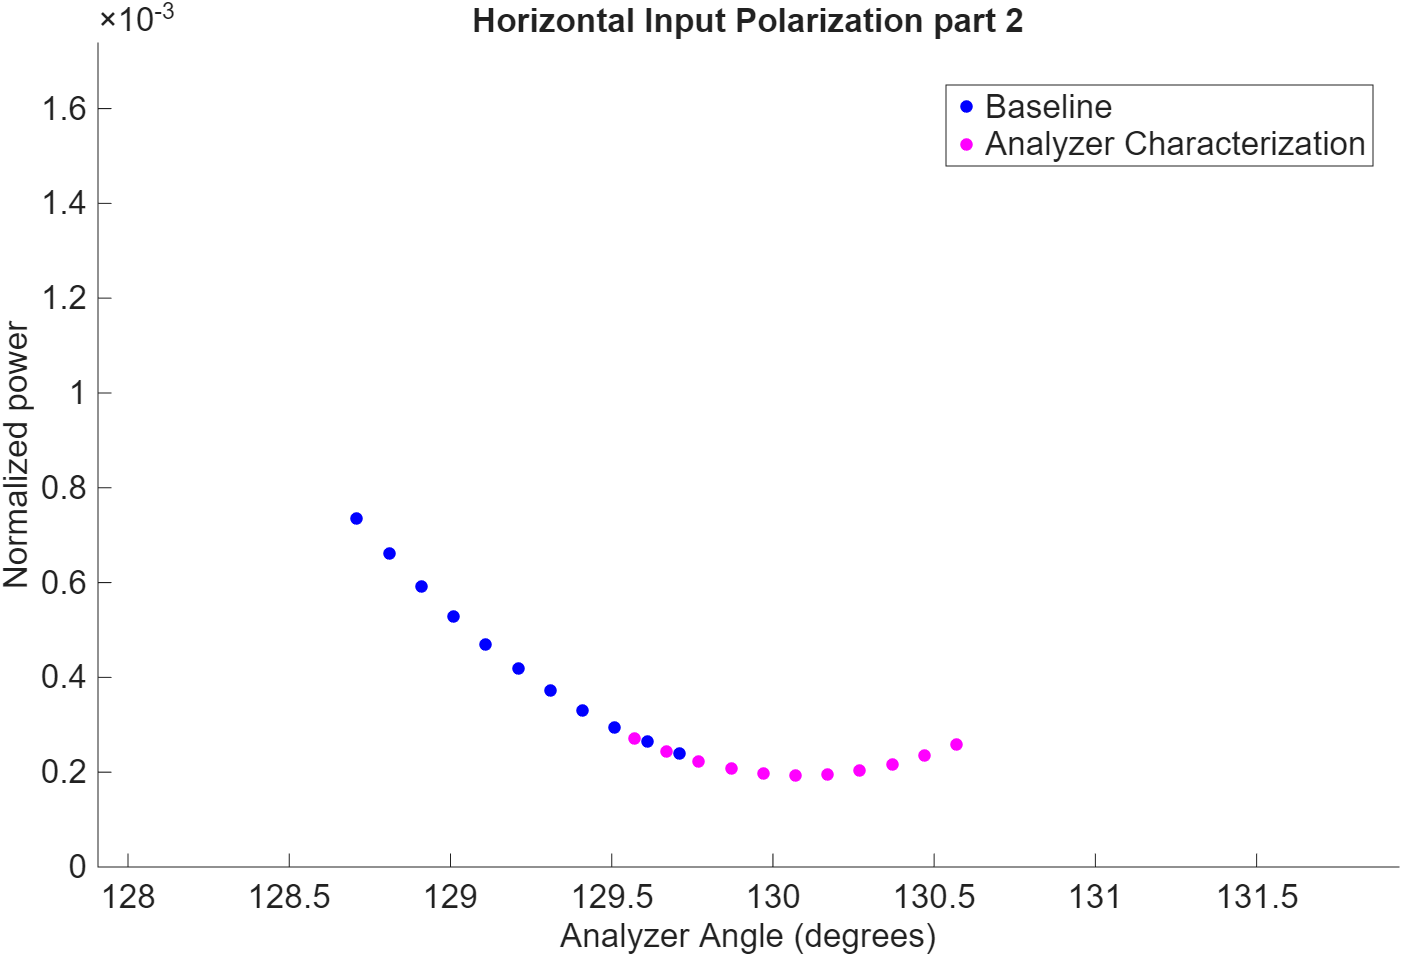 Horizontal Input Polarization part 2
×10-3
Baseline
Analyzer Characterization
1.6
1.4
1.2
1
0.8
0.6
0.4
0.2
0
Normalized power
128 128.5 129 129.5 130 130.5 131 131.5
Analyzer Angle (degrees)